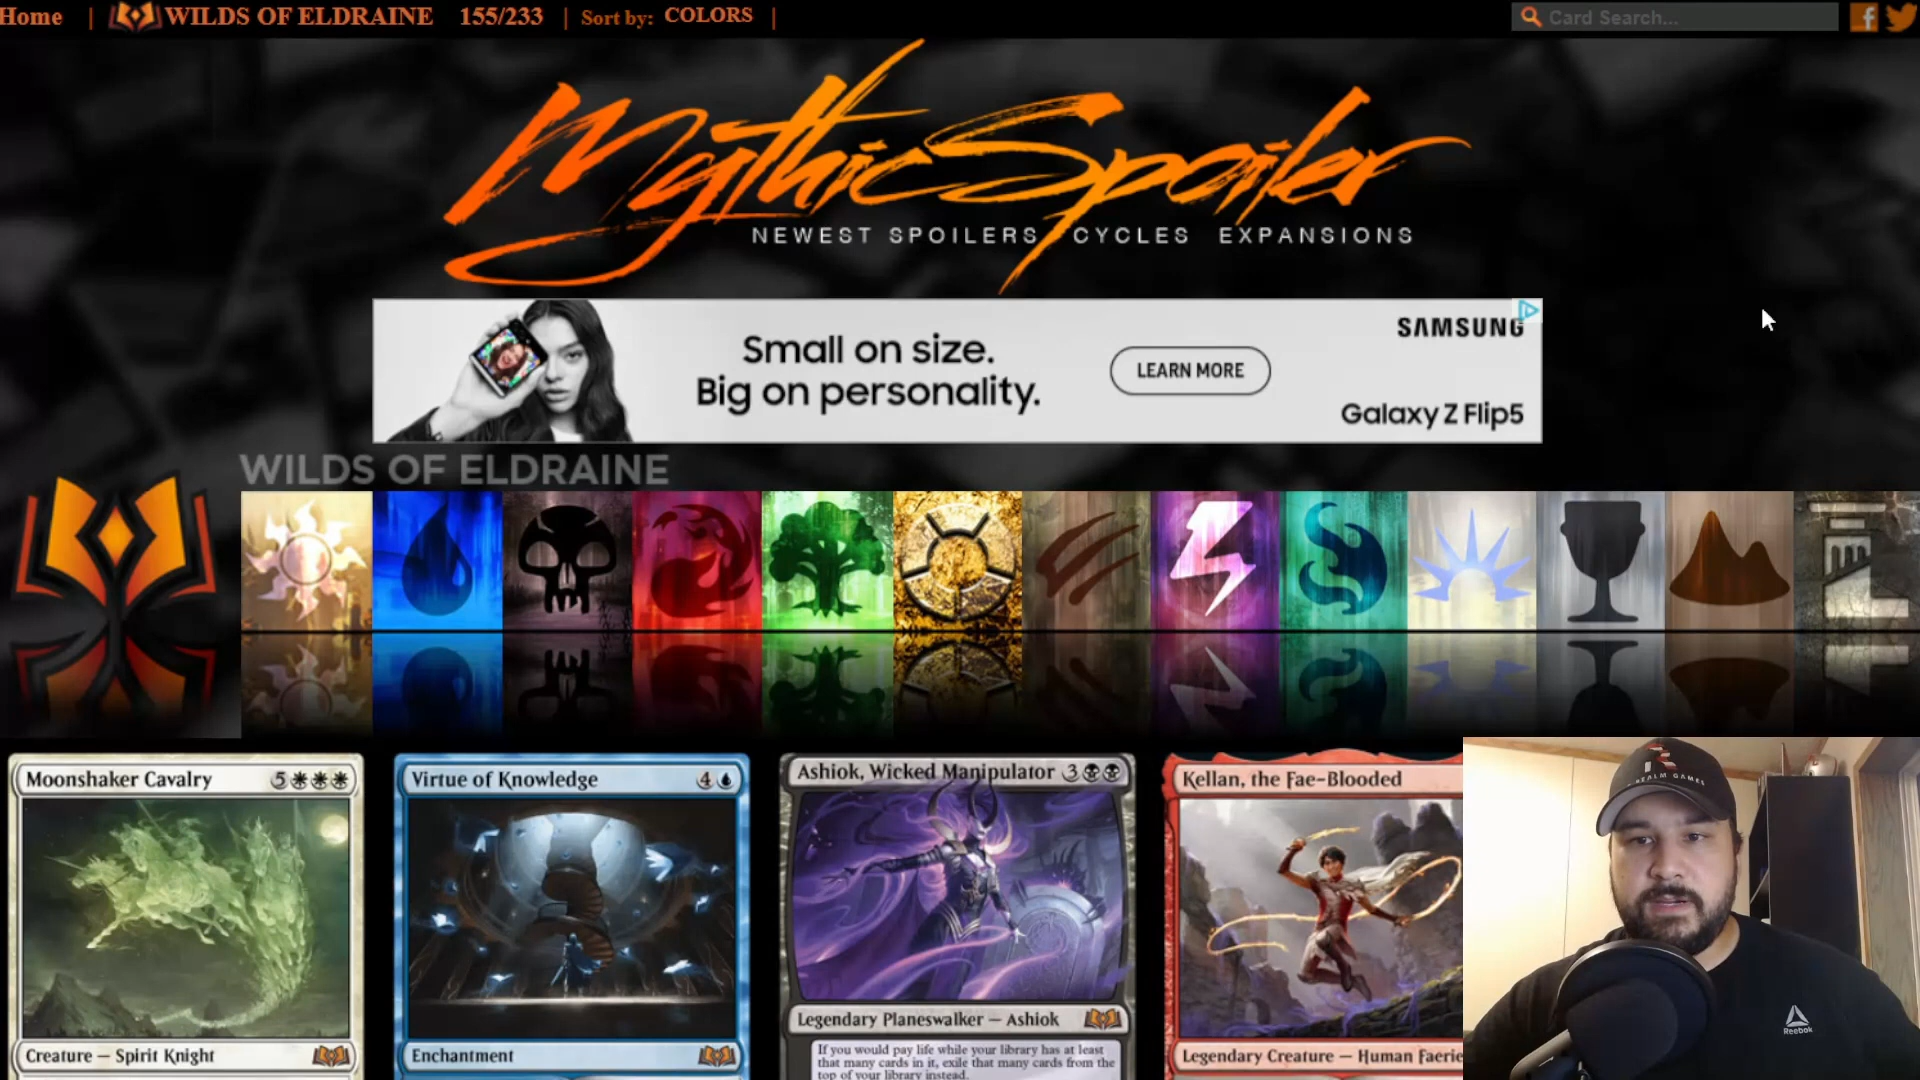 Home | WILDS OF ELDRAINE 155/233 | Sort by: COLORS |
Card Search...
MythicSpoiler
NEWEST SPOILERS CYCLES EXPANSIONS
Small on size.
Big on personality.
LEARN MORE
SAMSUNG
Galaxy Z Flip5
WILDS OF ELDRAINE
Moonshaker Cavalry 5
Creature — Spirit Knight
Virtue of Knowledge 4
Enchantment
Ashiok, Wicked Manipulator 3
Legendary Planeswalker — Ashiok
If you would pay life while your library has at least
that many cards in it, exile that many cards from the
top of your library instead.
Kellan, the Fae-Blooded
Legendary Creature — Human Faerie
REALM GAMES
Reebok